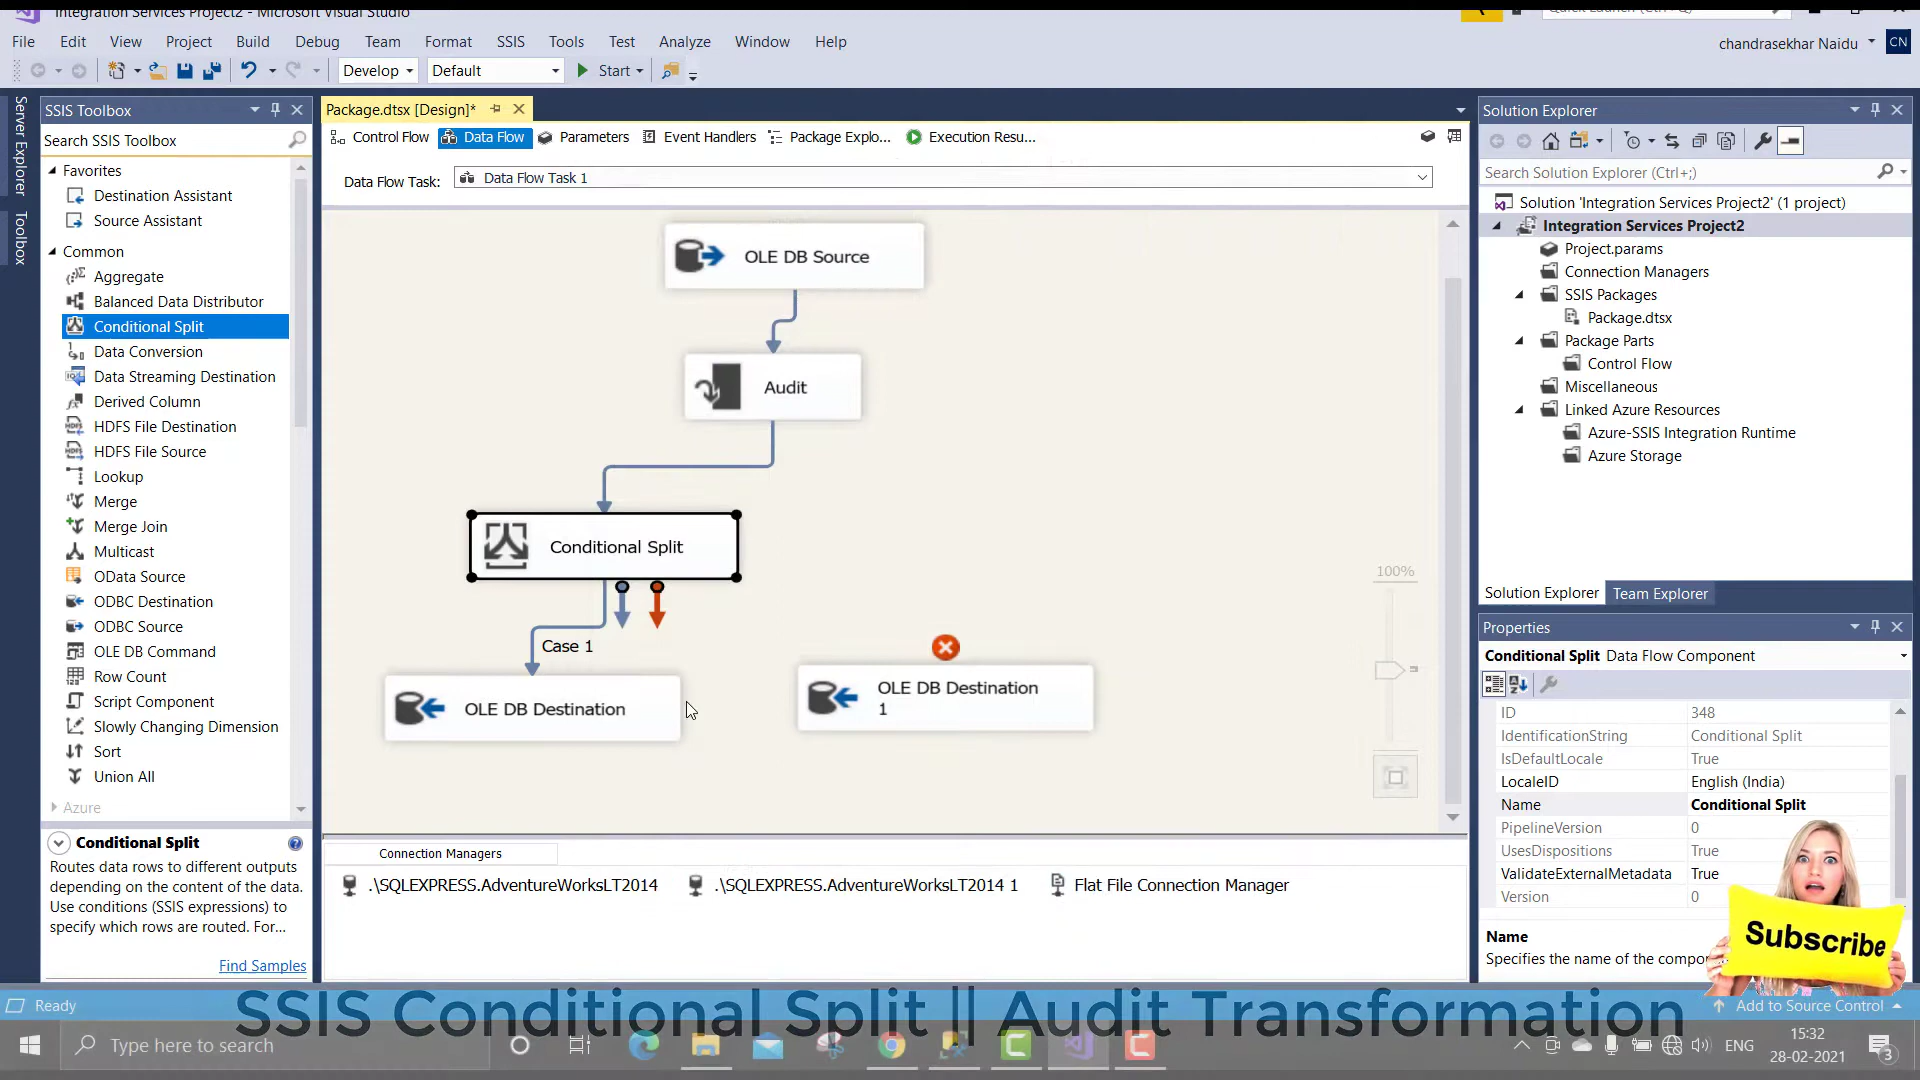 Integration Services Project2 - Microsoft Visual Studio
Quick Launch (Ctrl+Q)
File Edit View Project Build Debug Team Format SSIS Tools Test Analyze Window Help
chandrasekhar Naidu CN
Develop Default Start
Server Explorer
Toolbox
SSIS Toolbox
Search SSIS Toolbox
Favorites
Destination Assistant
Source Assistant
Common
Aggregate
Balanced Data Distributor
Conditional Split
Data Conversion
Data Streaming Destination
Derived Column
HDFS File Destination
HDFS File Source
Lookup
Merge
Merge Join
Multicast
OData Source
ODBC Destination
ODBC Source
OLE DB Command
Row Count
Script Component
Slowly Changing Dimension
Sort
Union All
Azure
Conditional Split
Routes data rows to different outputs
depending on the content of the data.
Use conditions (SSIS expressions) to
specify which rows are routed. For...
Find Samples
Package.dtsx [Design]*
Control Flow Data Flow Parameters Event Handlers Package Explo... Execution Resu...
Data Flow Task: Data Flow Task 1
OLE DB Source
Audit
Conditional Split
Case 1
OLE DB Destination
OLE DB Destination
1
100%
Connection Managers
.\SQLEXPRESS.AdventureWorksLT2014 .\SQLEXPRESS.AdventureWorksLT2014 1 Flat File Connection Manager
Solution Explorer
Search Solution Explorer (Ctrl+;)
Solution 'Integration Services Project2' (1 project)
Integration Services Project2
Project.params
Connection Managers
SSIS Packages
Package.dtsx
Package Parts
Control Flow
Miscellaneous
Linked Azure Resources
Azure-SSIS Integration Runtime
Azure Storage
Solution Explorer Team Explorer
Properties
Conditional Split Data Flow Component
ID 348
IdentificationString Conditional Split
IsDefaultLocale True
LocaleID English (India)
Name Conditional Split
PipelineVersion 0
UsesDispositions True
ValidateExternalMetadata True
Version 0
Name
Specifies the name of the
Subscribe
Ready
Add to Source Control
SSIS Conditional Split || Audit Transformation
Type here to search
ENG
15:32
28-02-2021
3